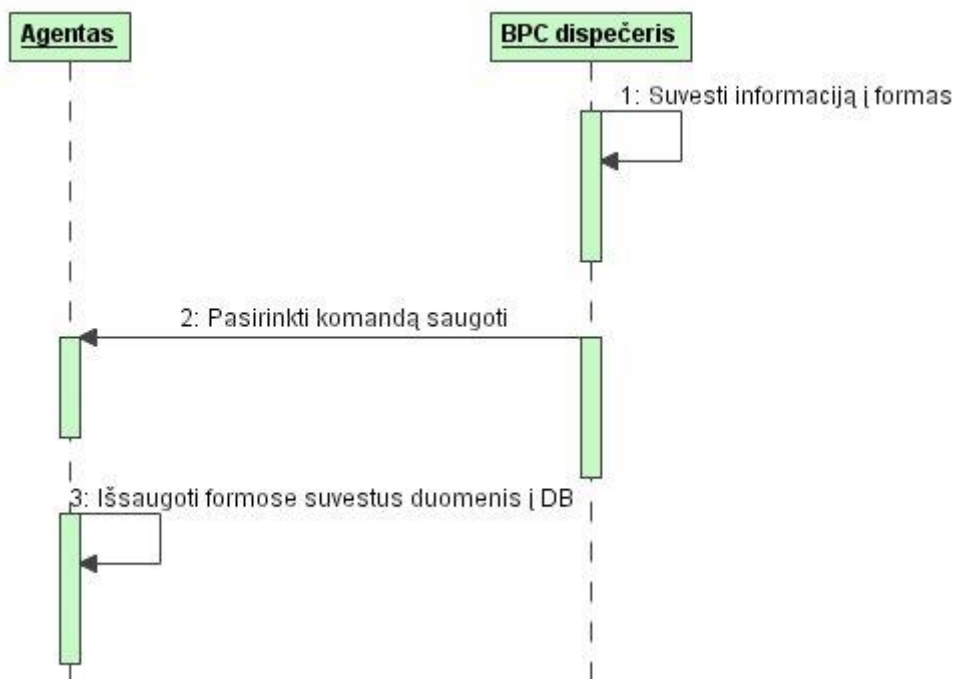 Agentas
BPC dispečeris
1: Suvesti informaciją į formas
2: Pasirinkti komandą saugoti
3: Išsaugoti formose suvestus duomenis į DB